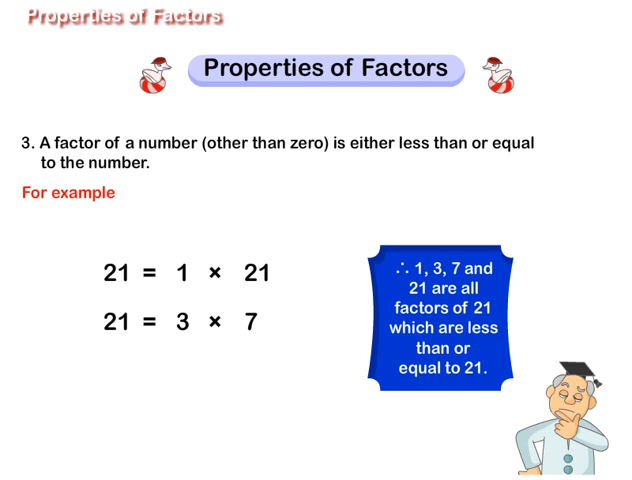 Properties of Factors
Properties of Factors
3. A factor of a number (other than zero) is either less than or equal
to the number.
For example
21 = 1 × 21
21 = 3 × 7
∴ 1, 3, 7 and
21 are all
factors of 21
which are less
than or
equal to 21.